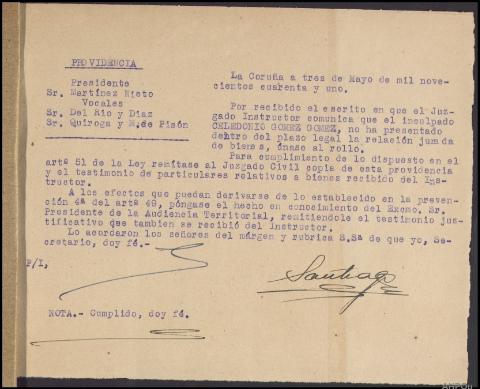 PROVIDENCIA
Presidente
Sr. Martínez Nieto
Vocales
Sr. Del Rio y Diaz
Sr. Quiroga y M. de Pisón
La Coruña a tres de Mayo de mil nove-
cientos cuarenta y uno.
Por recibido el escrito en que el Juz-
gado Instructor comunica que el inculpado
CELEDONIO GOMEZ GOMEZ, no ha presentado
dentro del plazo legal la relación jurada
de bienes, únase al rollo.
Para cumplimiento de lo dispuesto en el
artº 51 de la Ley remítase al Juzgado Civil copia de esta providencia
y el testimonio de particulares relativos a bienes recibido del Ins-
tructor.
A los efectos que puedan derivarse de lo establecido en la preven-
ción 4ª del artº 49, póngase el hecho en conocimiento del Excmo. Sr.
Presidente de la Audiencia Territorial, remitiendole el testimonio jus-
tificativo que tambien se recibió del Instructor.
Lo acordaron los señores del márgen y rubrica S.Sª de que yo, Se-
cretario, doy fé.-
P/I,
Santiago
NOTA.- Cumplido, doy fé.
AHPOu